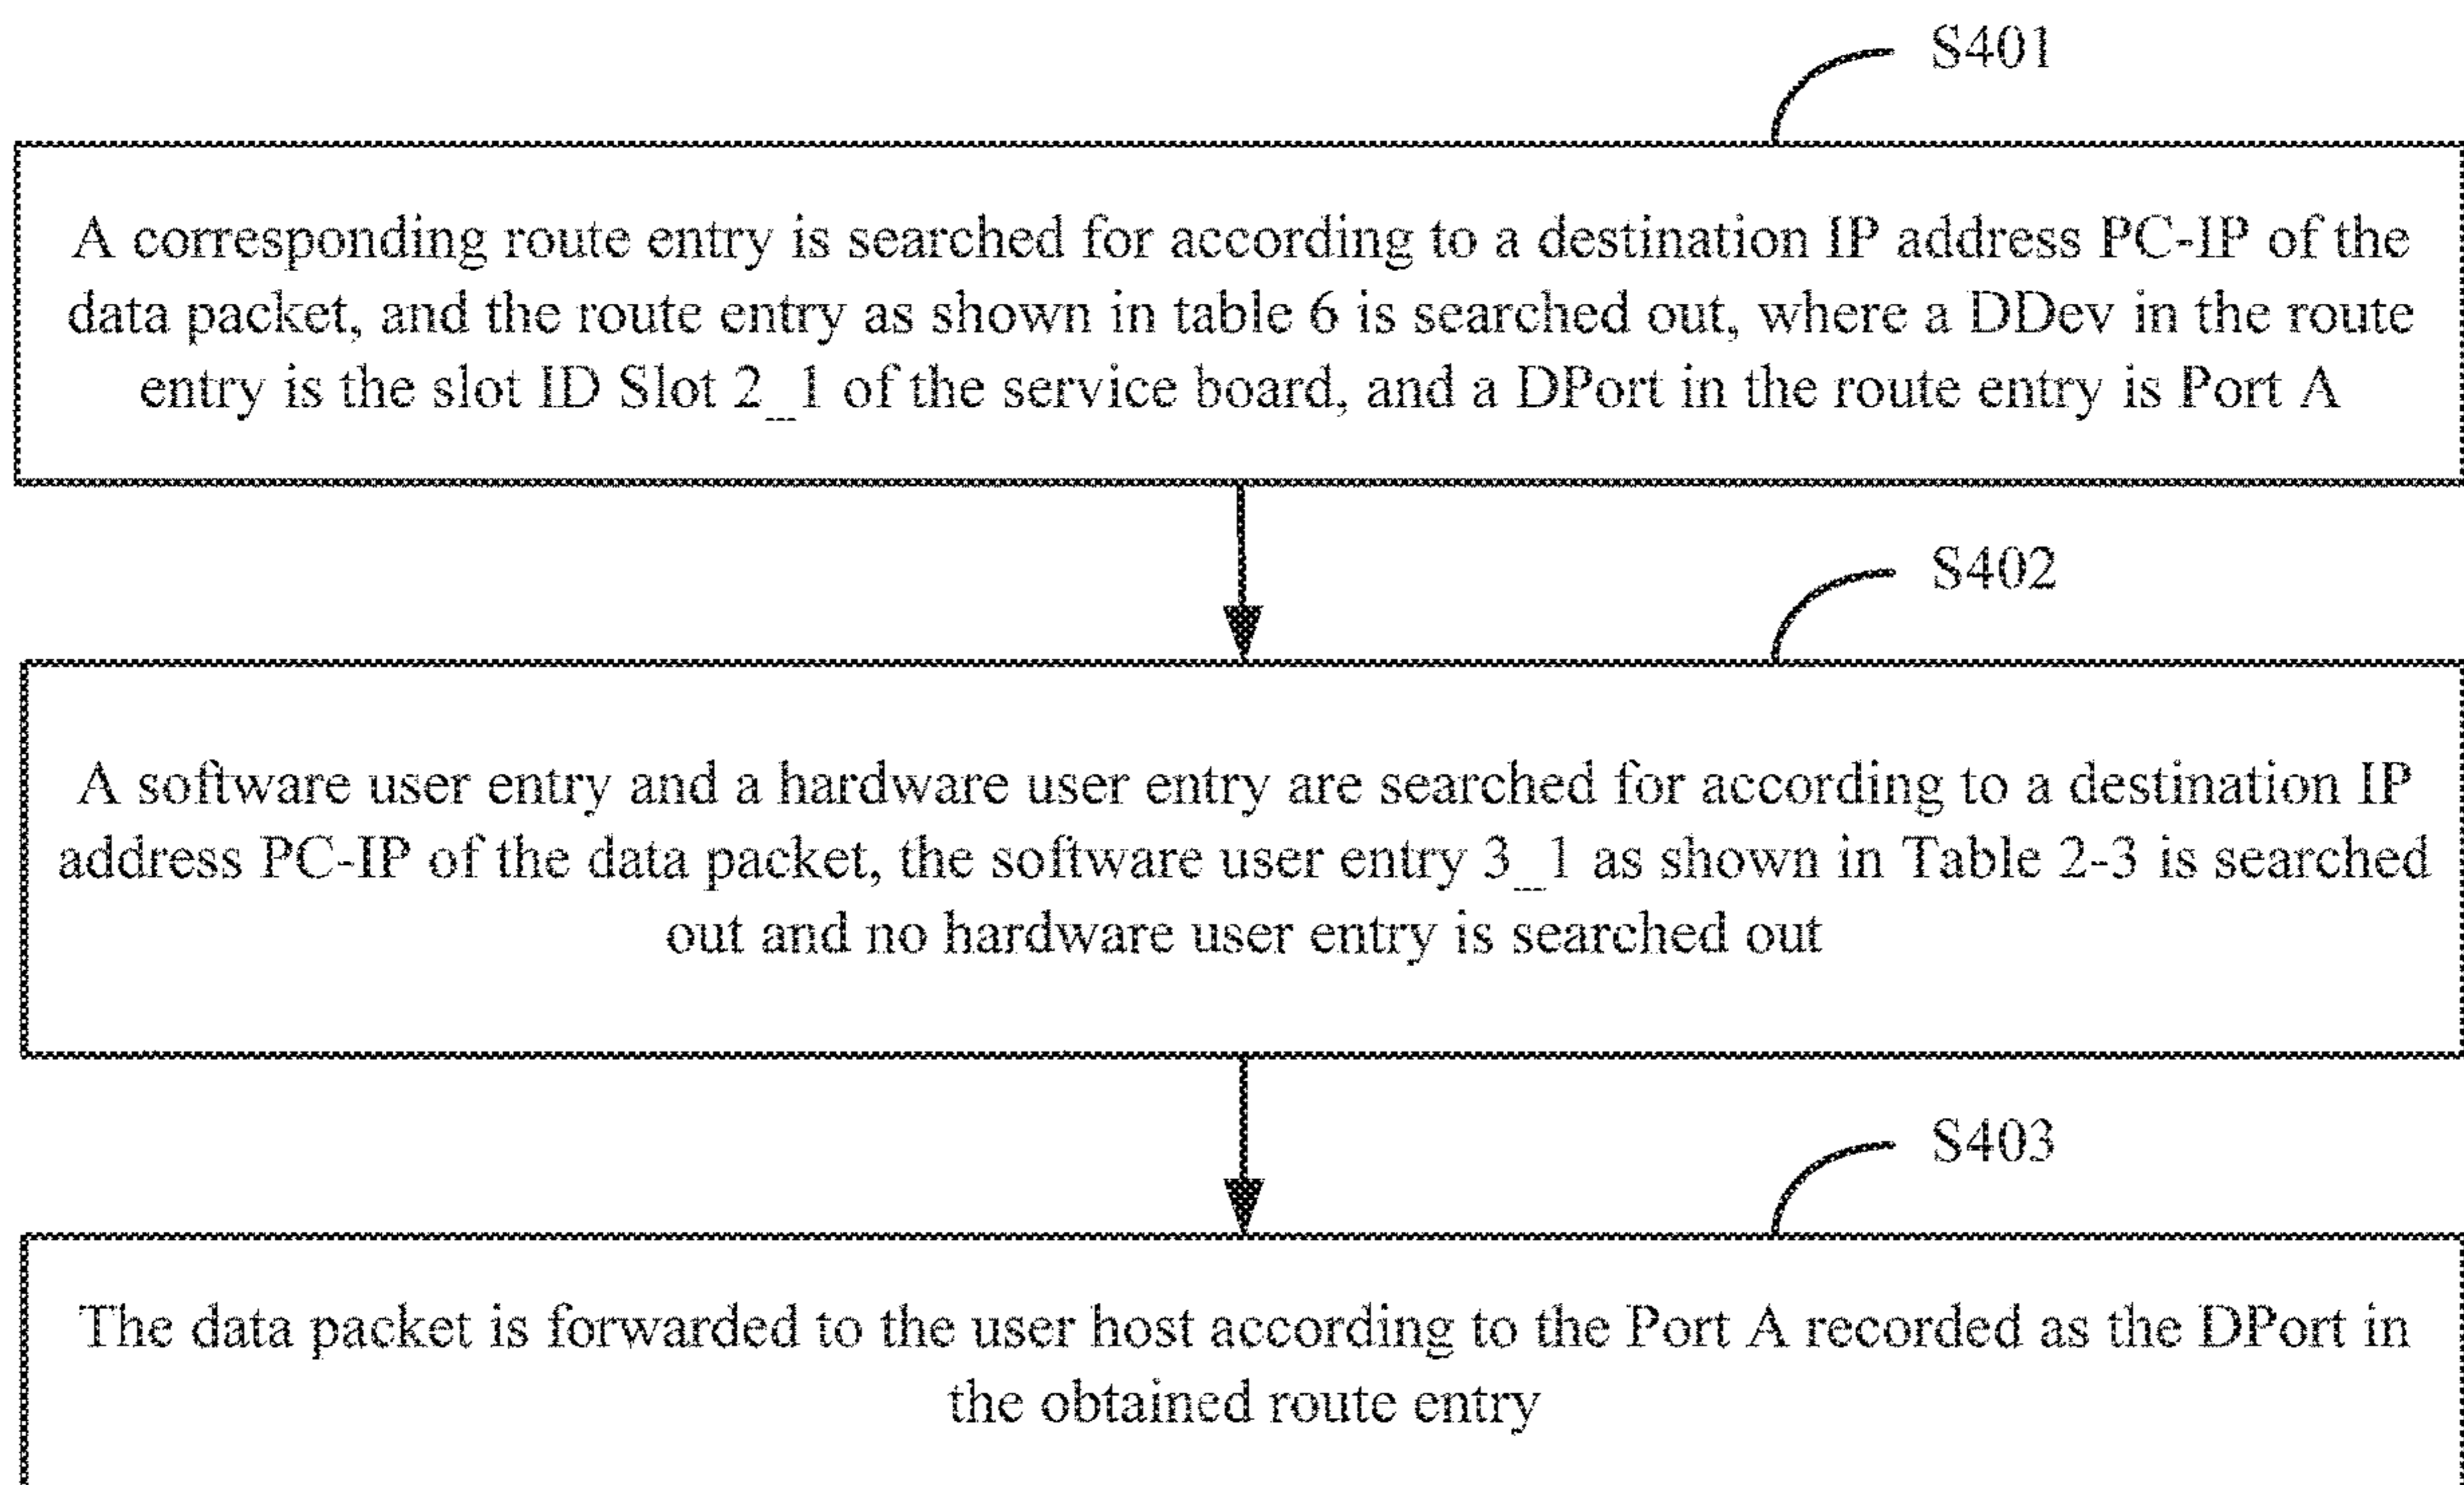 S401
A corresponding route entry is searched for according to a destination IP address PC-IP of the
data packet, and the route entry as shown in table 6 is searched out, where a DDev in the route
entry is the slot ID Slot 2_1 of the service board, and a DPort in the route entry is Port A
S402
A software user entry and a hardware user entry are searched for according to a destination IP
address PC-IP of the data packet, the software user entry 3_1 as shown in Table 2-3 is searched
out and no hardware user entry is searched out
S403
The data packet is forwarded to the user host according to the Port A recorded as the DPort in
the obtained route entry